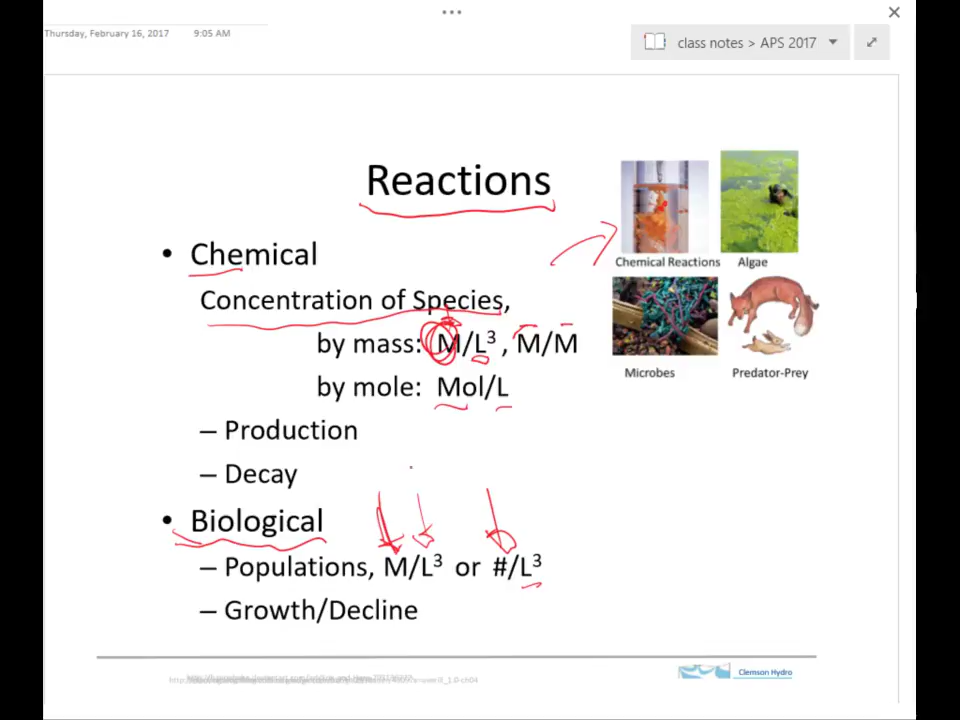 Thursday, February 16, 2017 9:05 AM
class notes > APS 2017
Reactions
• Chemical
Concentration of Species,
by mass: M/L³ , M/M
by mole: Mol/L
– Production
– Decay
• Biological
– Populations, M/L³ or #/L³
– Growth/Decline
Chemical Reactions Algae
Microbes Predator-Prey
Clemson Hydro